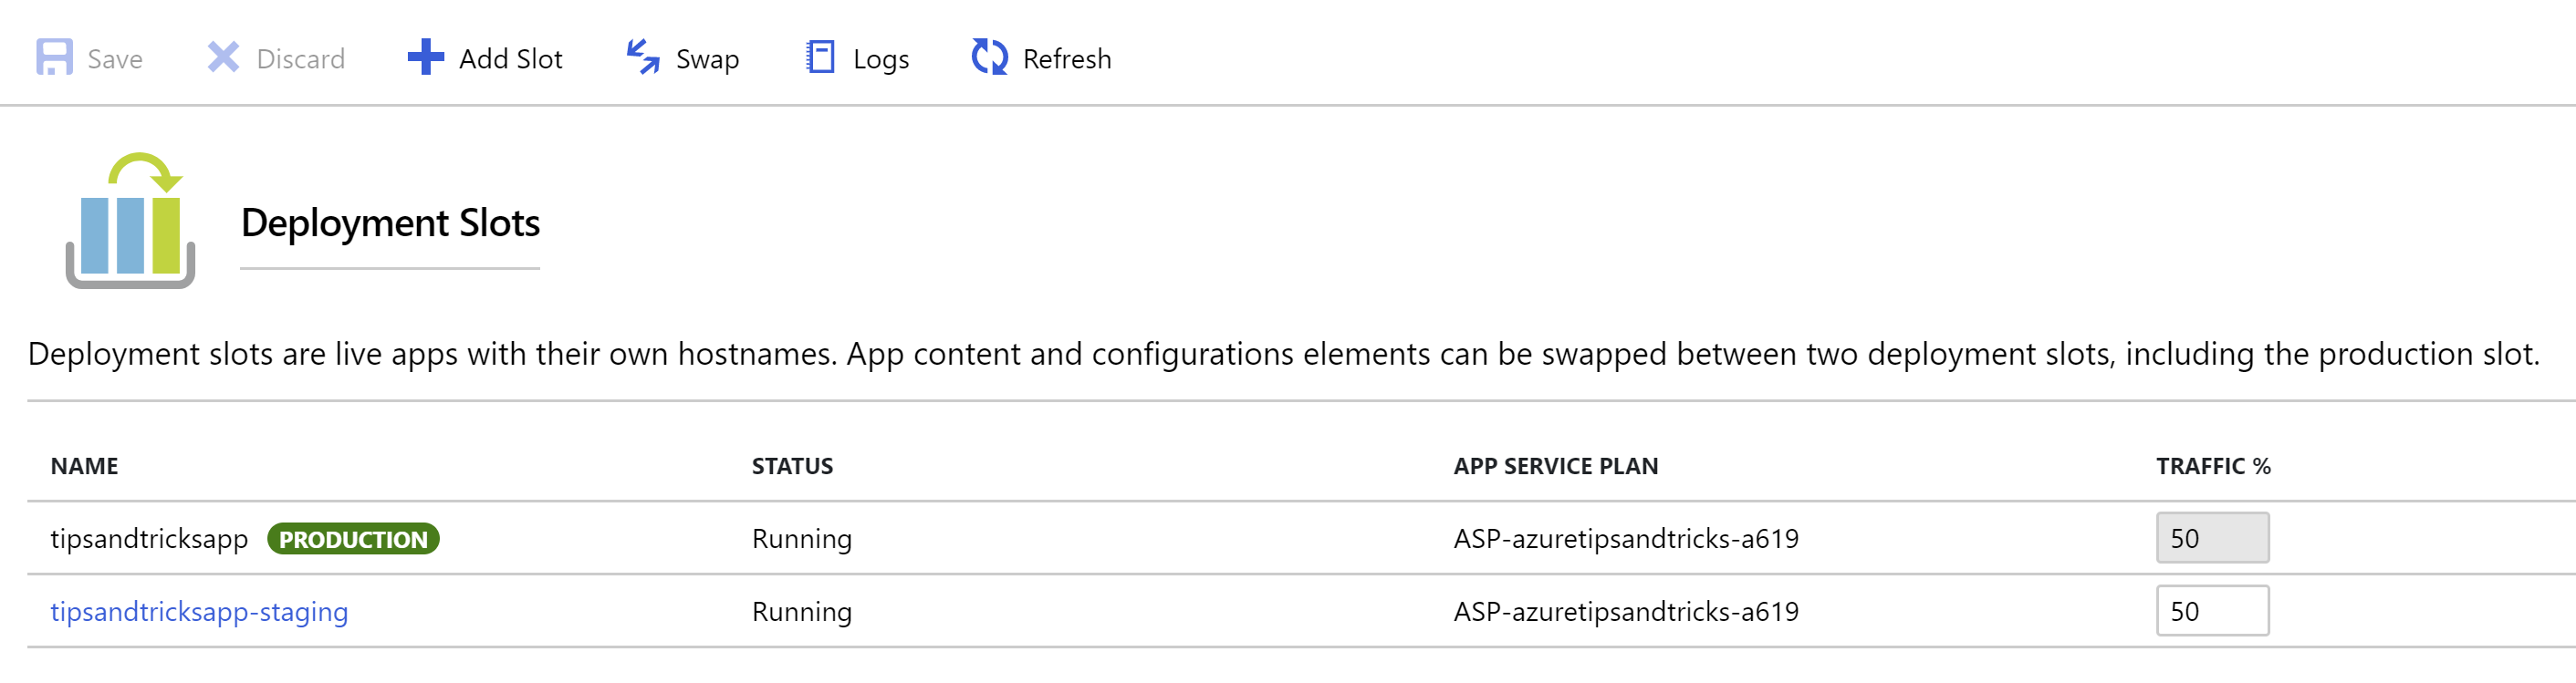 Save Discard Add Slot Swap Logs Refresh
Deployment Slots
Deployment slots are live apps with their own hostnames. App content and configurations elements can be swapped between two deployment slots, including the production slot.
NAME STATUS APP SERVICE PLAN TRAFFIC %
tipsandtricksapp PRODUCTION Running ASP-azuretipsandtricks-a619 50
tipsandtricksapp-staging Running ASP-azuretipsandtricks-a619 50